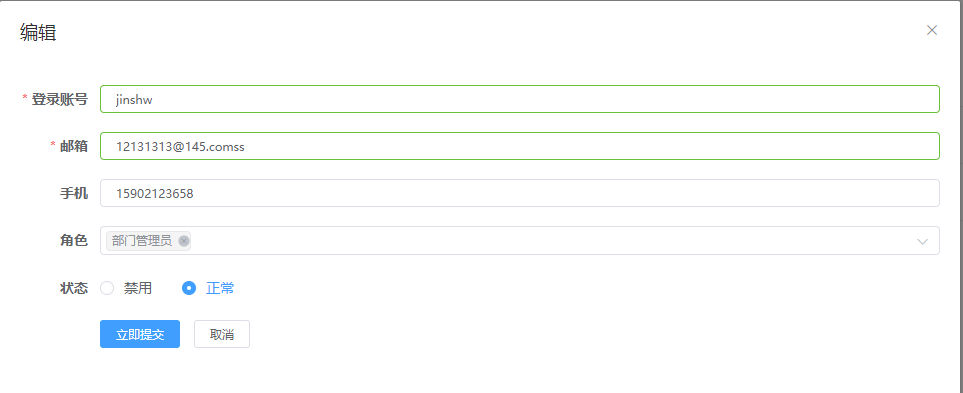 编辑
* 登录账号 jinshw
* 邮箱 12131313@145.comss
手机 15902123658
角色 部门管理员
状态 禁用 正常
立即提交 取消